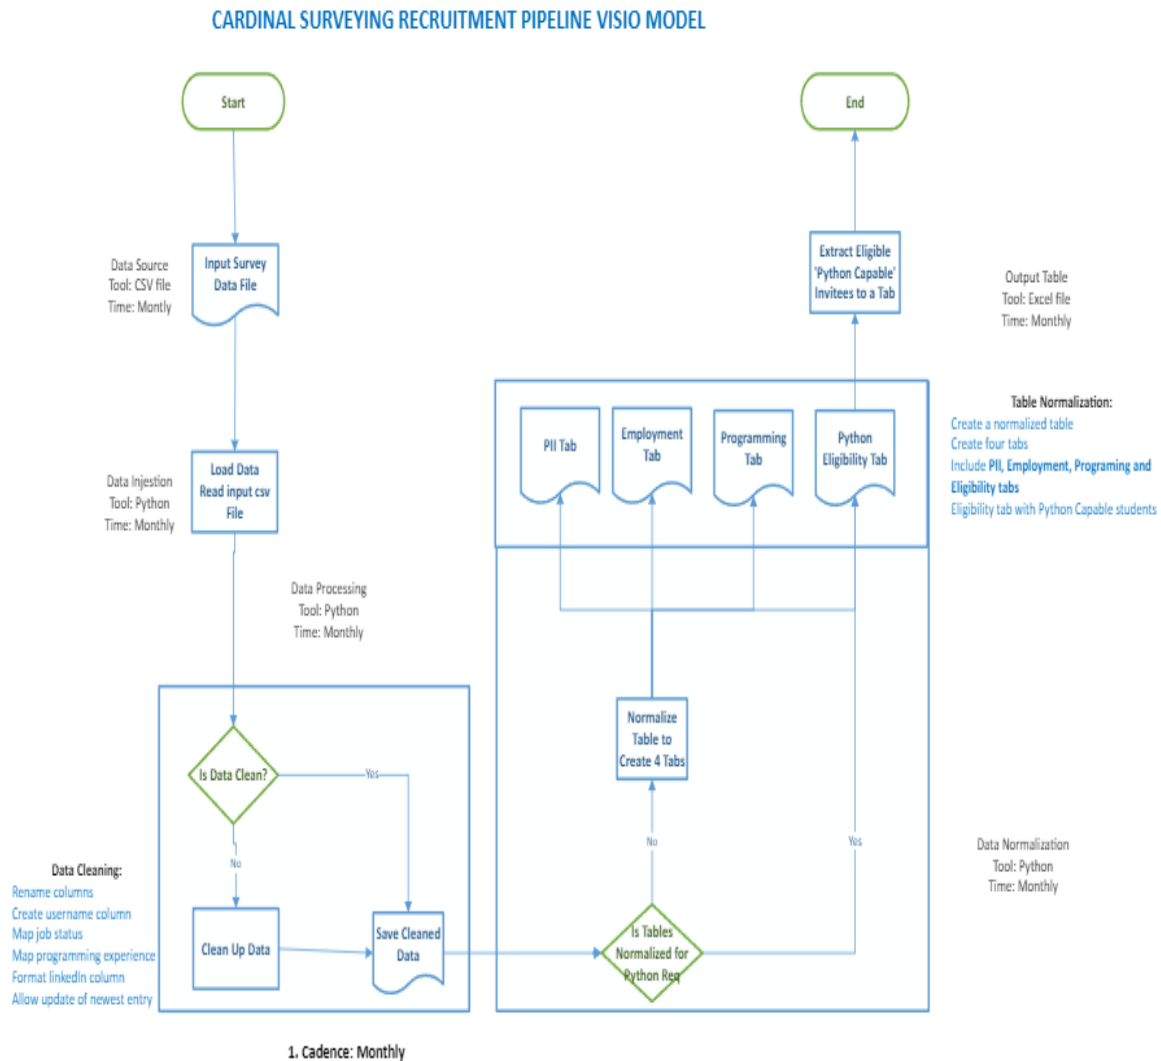 CARDINAL SURVEYING RECRUITMENT PIPELINE VISIO MODEL
Start
End
Data Source
Tool: CSV file
Time: Montly
Input Survey
Data File
Extract Eligible
'Python Capable'
Invitees to a Tab
Output Table
Tool: Excel file
Time: Monthly
Data Injestion
Tool: Python
Time: Monthly
Load Data
Read input csv
File
PII Tab
Employment
Tab
Programming
Tab
Python
Eligibility Tab
Table Normalization:
Create a normalized table
Create four tabs
Include PII, Employment, Programing and
Eligibility tabs
Eligibility tab with Python Capable students
Data Processing
Tool: Python
Time: Monthly
Is Data Clean?
Yes
No
Normalize
Table to
Create 4 Tabs
No
Yes
Data Normalization
Tool: Python
Time: Monthly
Data Cleaning:
Rename columns
Create username column
Map job status
Map programming experience
Format linkedIn column
Allow update of newest entry
Clean Up Data
Save Cleaned
Data
Is Tables
Normalized for
Python Req
1. Cadence: Monthly